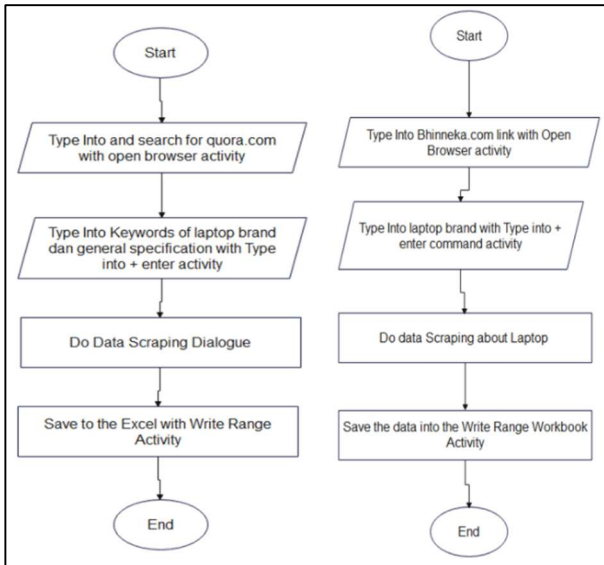 Start
Type Into and search for quora.com
with open browser activity
Type Into Keywords of laptop brand
dan general specification with Type
into + enter activity
Do Data Scraping Dialogue
Save to the Excel with Write Range
Activity
End
Start
Type Into Bhinneka.com link with Open
Browser activity
Type Into laptop brand with Type into +
enter command activity
Do data Scraping about Laptop
Save the data into the Write Range Workbook
Activity
End